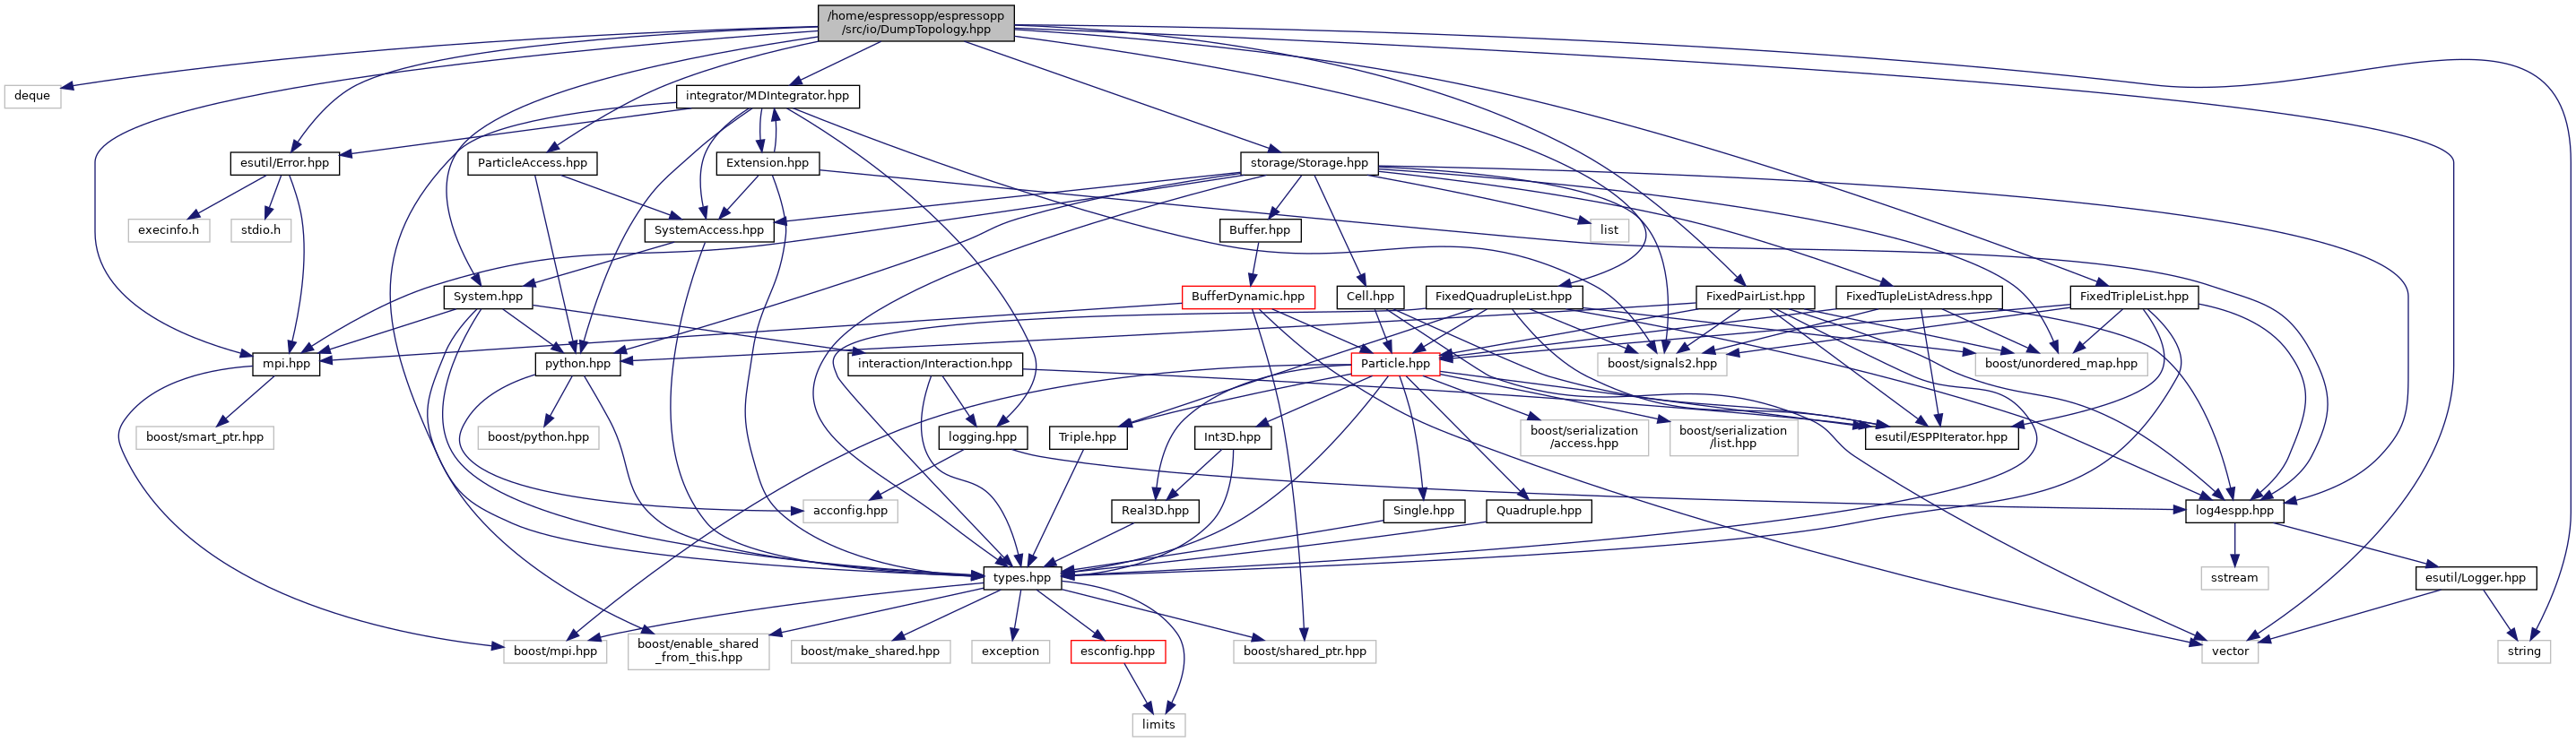 /home/espressopp/espressopp
/src/io/DumpTopology.hpp
deque
integrator/MDIntegrator.hpp
esutil/Error.hpp
ParticleAccess.hpp
Extension.hpp
storage/Storage.hpp
execinfo.h
stdio.h
SystemAccess.hpp
Buffer.hpp
list
System.hpp
BufferDynamic.hpp
Cell.hpp
FixedQuadrupleList.hpp
FixedPairList.hpp
FixedTupleListAdress.hpp
FixedTripleList.hpp
mpi.hpp
python.hpp
interaction/Interaction.hpp
Particle.hpp
boost/signals2.hpp
boost/unordered_map.hpp
boost/smart_ptr.hpp
boost/python.hpp
logging.hpp
Triple.hpp
Int3D.hpp
boost/serialization
/access.hpp
boost/serialization
/list.hpp
esutil/ESPPIterator.hpp
acconfig.hpp
Real3D.hpp
Single.hpp
Quadruple.hpp
log4espp.hpp
types.hpp
sstream
esutil/Logger.hpp
boost/mpi.hpp
boost/enable_shared
_from_this.hpp
boost/make_shared.hpp
exception
esconfig.hpp
boost/shared_ptr.hpp
vector
string
limits